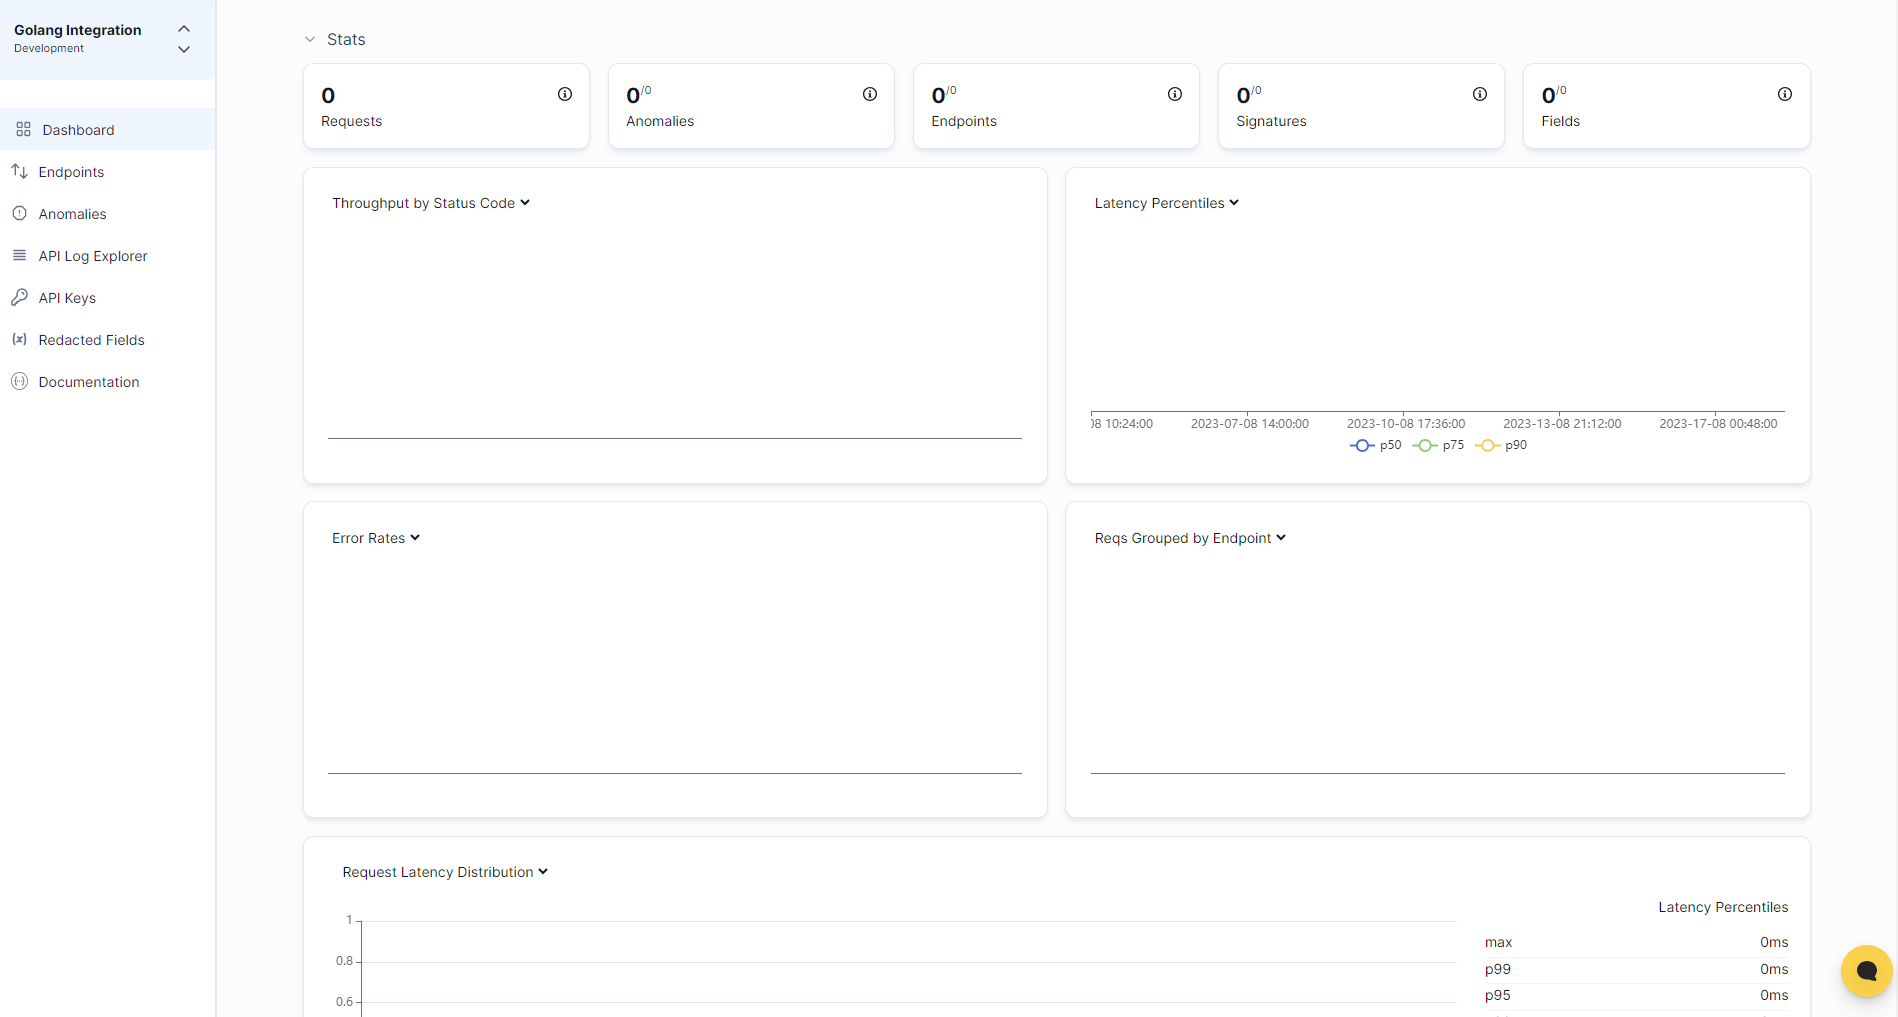 Golang Integration
Development
Dashboard
Endpoints
Anomalies
API Log Explorer
API Keys
Redacted Fields
Documentation
Stats
0
Requests
0/0
Anomalies
0/0
Endpoints
0/0
Signatures
0/0
Fields
Throughput by Status Code
Latency Percentiles
08 10:24:00 2023-07-08 14:00:00 2023-10-08 17:36:00 2023-13-08 21:12:00 2023-17-08 00:48:00
p50 p75 p90
Error Rates
Reqs Grouped by Endpoint
Request Latency Distribution
1
0.8
0.6
Latency Percentiles
max 0ms
p99 0ms
p95 0ms